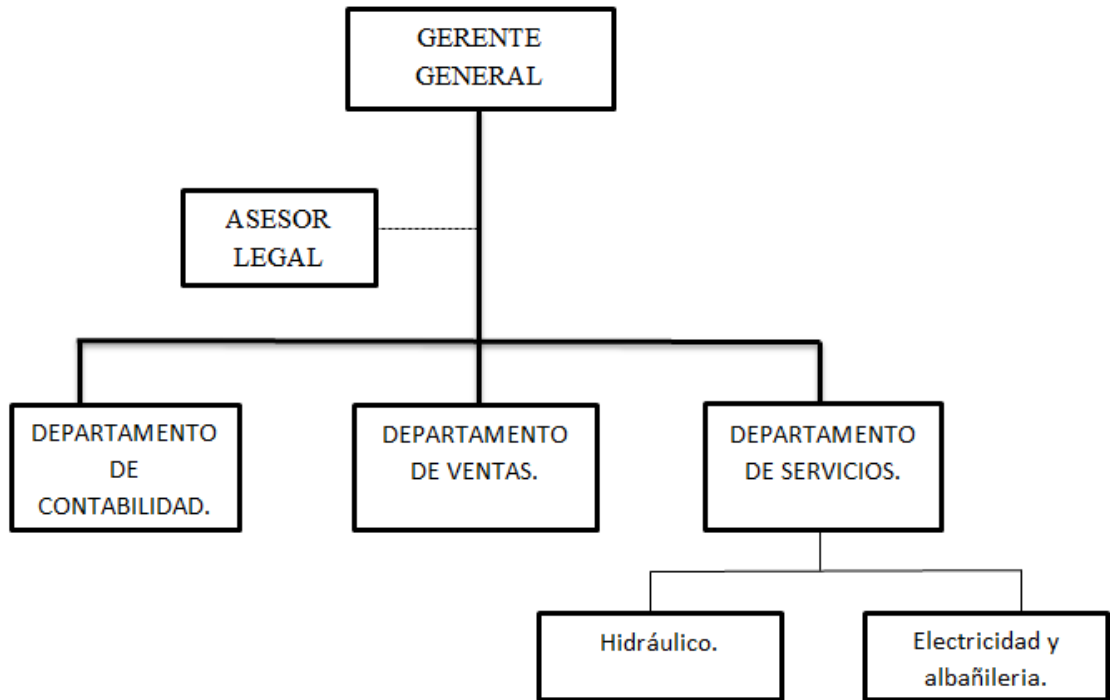 GERENTE
GENERAL
ASESOR
LEGAL
DEPARTAMENTO
DE
CONTABILIDAD.
DEPARTAMENTO
DE VENTAS.
DEPARTAMENTO
DE SERVICIOS.
Hidráulico.
Electricidad y
albañileria.